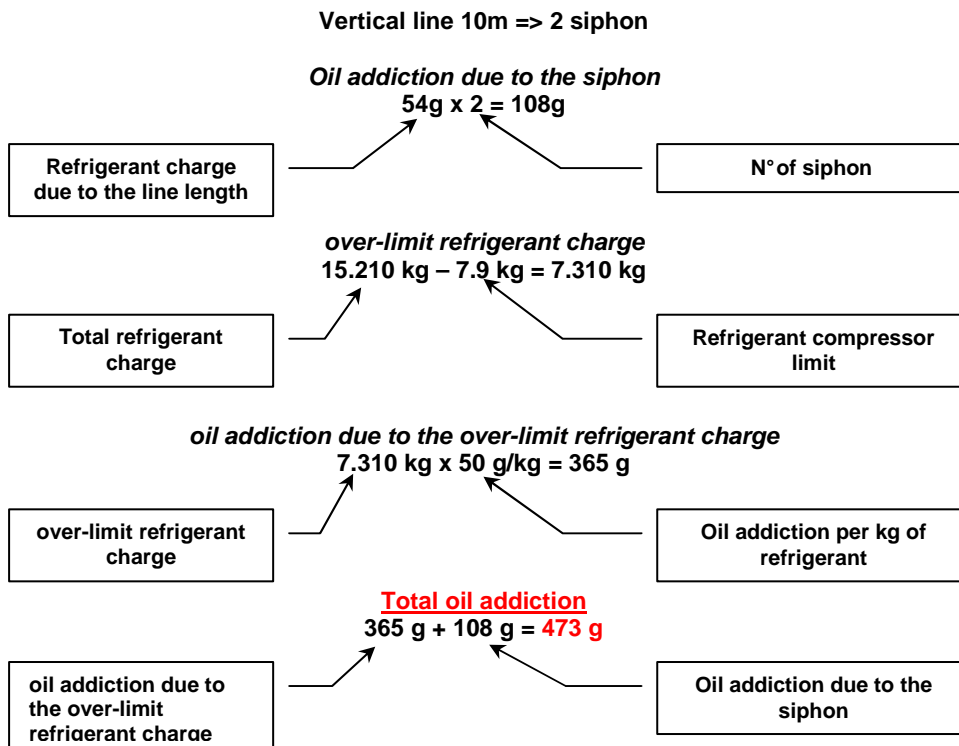 Vertical line 10m => 2 siphon
Oil addiction due to the siphon
54g x 2 = 108g
Refrigerant charge
due to the line length
N° of siphon
over-limit refrigerant charge
15.210 kg – 7.9 kg = 7.310 kg
Total refrigerant
charge
Refrigerant compressor
limit
oil addiction due to the over-limit refrigerant charge
7.310 kg x 50 g/kg = 365 g
over-limit refrigerant
charge
Oil addiction per kg of
refrigerant
Total oil addiction
365 g + 108 g = 473 g
oil addiction due to
the over-limit
refrigerant charge
Oil addiction due to the
siphon